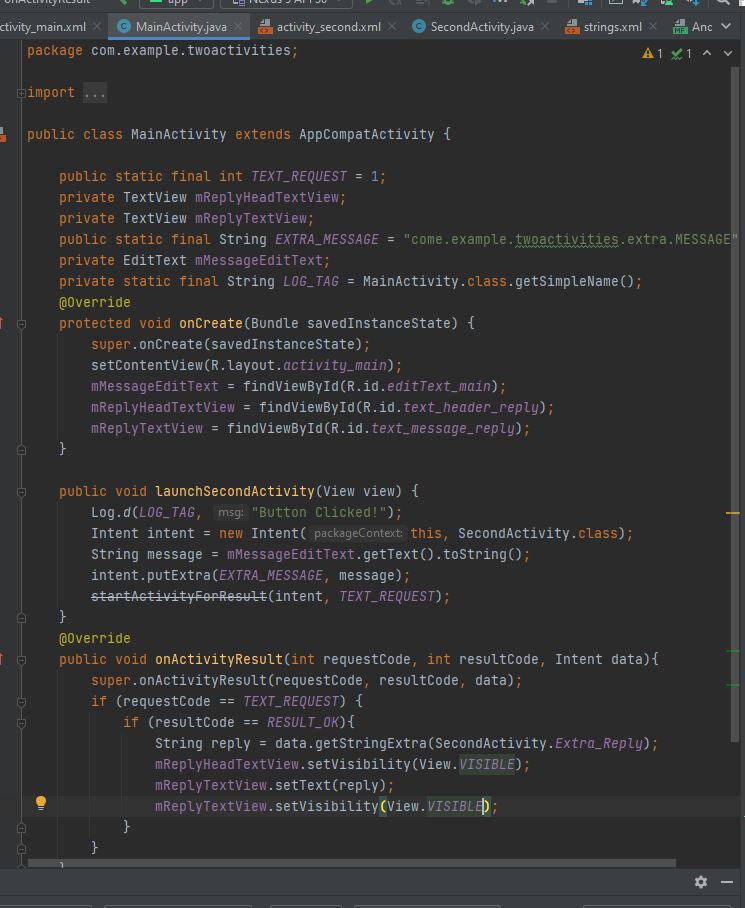 onActivityResult app Nexus 5 API 30
ctivity_main.xml MainActivity.java activity_second.xml SecondActivity.java strings.xml And
package com.example.twoactivities; 1 1
import ...
public class MainActivity extends AppCompatActivity {
public static final int TEXT_REQUEST = 1;
private TextView mReplyHeadTextView;
private TextView mReplyTextView;
public static final String EXTRA_MESSAGE = "come.example.twoactivities.extra.MESSAGE"
private EditText mMessageEditText;
private static final String LOG_TAG = MainActivity.class.getSimpleName();
@Override
protected void onCreate(Bundle savedInstanceState) {
super.onCreate(savedInstanceState);
setContentView(R.layout.activity_main);
mMessageEditText = findViewById(R.id.editText_main);
mReplyHeadTextView = findViewById(R.id.text_header_reply);
mReplyTextView = findViewById(R.id.text_message_reply);
}
public void launchSecondActivity(View view) {
Log.d(LOG_TAG, msg: "Button Clicked!");
Intent intent = new Intent( packageContext: this, SecondActivity.class);
String message = mMessageEditText.getText().toString();
intent.putExtra(EXTRA_MESSAGE, message);
startActivityForResult(intent, TEXT_REQUEST);
}
@Override
public void onActivityResult(int requestCode, int resultCode, Intent data){
super.onActivityResult(requestCode, resultCode, data);
if (requestCode == TEXT_REQUEST) {
if (resultCode == RESULT_OK){
String reply = data.getStringExtra(SecondActivity.Extra_Reply);
mReplyHeadTextView.setVisibility(View.VISIBLE);
mReplyTextView.setText(reply);
mReplyTextView.setVisibility(View.VISIBLE);
}
}
}